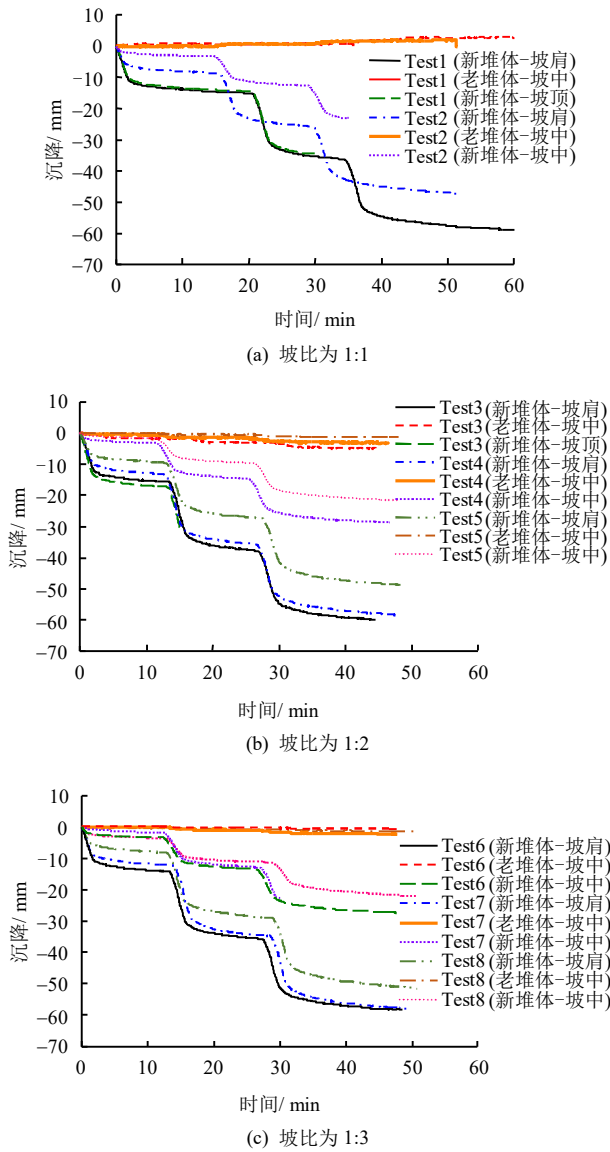 10
0
−10
−20
−30
−40
−50
−60
−70
沉降/ mm
0 10 20 30 40 50 60
时间/ min
Test1 (新堆体−坡肩)
Test1 (老堆体−坡中)
Test1 (新堆体−坡顶)
Test2 (新堆体−坡肩)
Test2 (老堆体−坡中)
Test2 (新堆体−坡中)
(a) 坡比为 1:1
10
0
−10
−20
−30
−40
−50
−60
−70
沉降/ mm
0 10 20 30 40 50 60
时间/ min
Test3(新堆体−坡肩)
Test3(老堆体−坡中)
Test3(新堆体−坡顶)
Test4(新堆体−坡肩)
Test4(老堆体−坡中)
Test4(新堆体−坡中)
Test5(新堆体−坡肩)
Test5(老堆体−坡中)
Test5(新堆体−坡中)
(b) 坡比为 1:2
10
0
−10
−20
−30
−40
−50
−60
−70
沉降/ mm
0 10 20 30 40 50 60
时间/ min
Test6(新堆体−坡肩)
Test6(老堆体−坡中)
Test6(新堆体−坡中)
Test7(新堆体−坡肩)
Test7(老堆体−坡中)
Test7(新堆体−坡中)
Test8(新堆体−坡肩)
Test8(老堆体−坡中)
Test8(新堆体−坡中)
(c) 坡比为 1:3